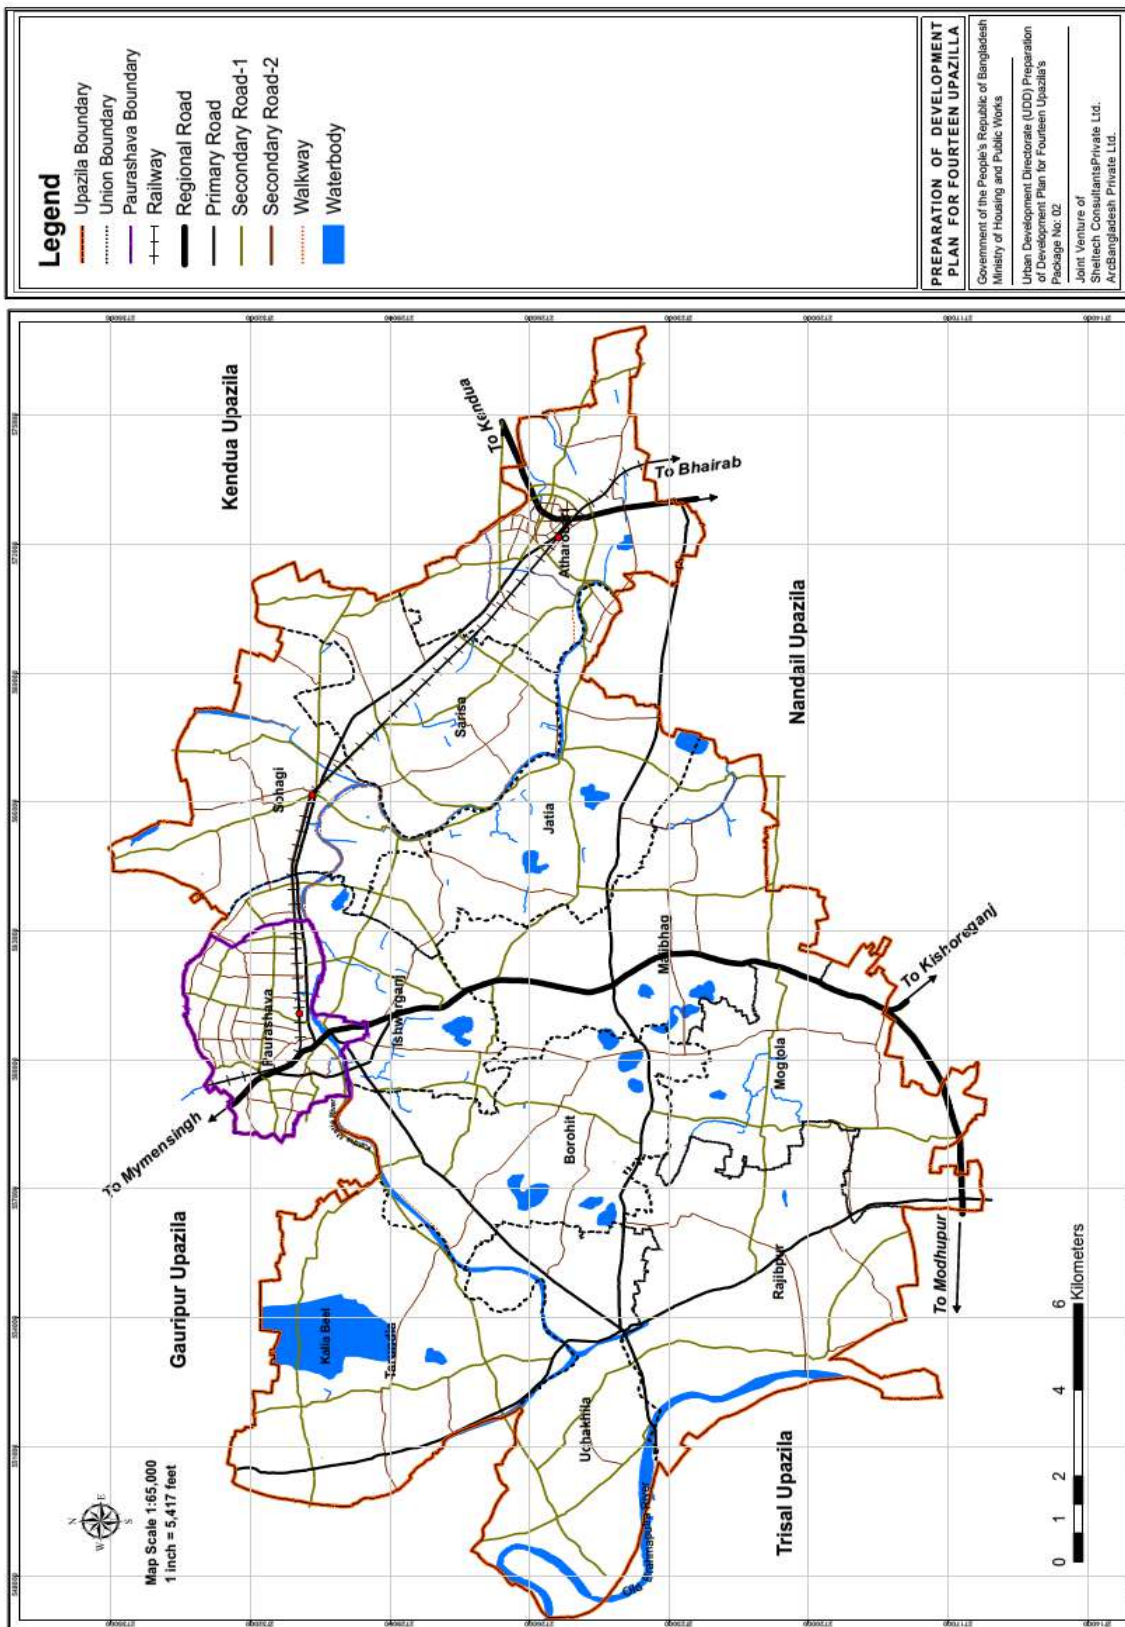 Legend
Upazila Boundary
Union Boundary
Paurashava Boundary
Railway
Regional Road
Primary Road
Secondary Road-1
Secondary Road-2
Walkway
Waterbody
PREPARATION OF DEVELOPMENT
PLAN FOR FOURTEEN UPAZILLA
Government of the People's Republic of Bangladesh
Ministry of Housing and Public Works
Urban Development Directorate (UDD) Preparation
of Development Plan for Fourteen Upazila's
Package No: 02
Joint Venture of
Sheltech ConsultantsPrivate Ltd.
ArcBangladesh Private Ltd.
N
W E
S
Map Scale 1:65,000
1 inch = 5,417 feet
Gauripur Upazila
Kendua Upazila
To Mymensingh
To Kendua
Paurashava
Sohagi
Kalia Beel
Ishwarganj
Sarisa
To Bhairab
Jatia
Borohit
Uchakhila
Maijbhag
Mogtola
Rajibpur
Nandail Upazila
Trisal Upazila
To Kishoreganj
To Modhupur
0 1 2 4 6
Kilometers